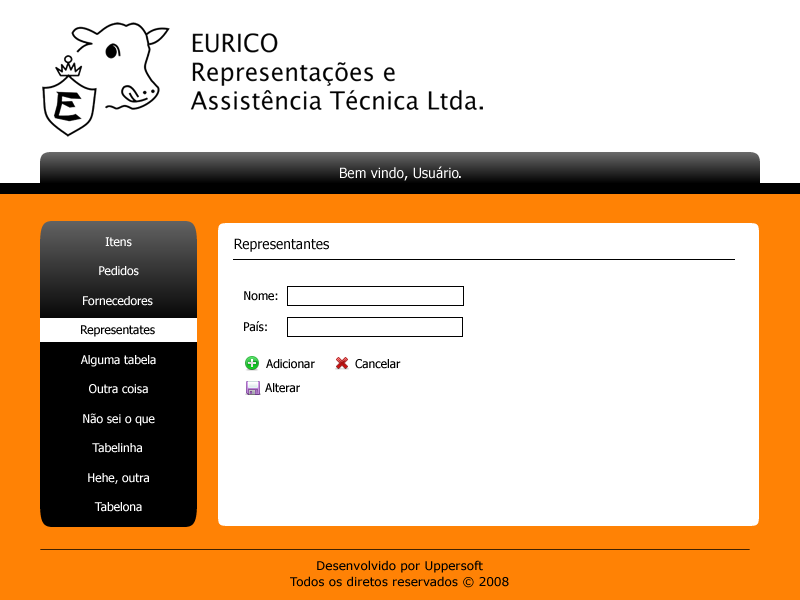 E
EURICO
Representações e
Assistência Técnica Ltda.
Bem vindo, Usuário.
Itens
Pedidos
Fornecedores
Representates
Alguma tabela
Outra coisa
Não sei o que
Tabelinha
Hehe, outra
Tabelona
Representantes
Nome:
País:
Adicionar Cancelar
Alterar
Desenvolvido por Uppersoft
Todos os diretos reservados © 2008